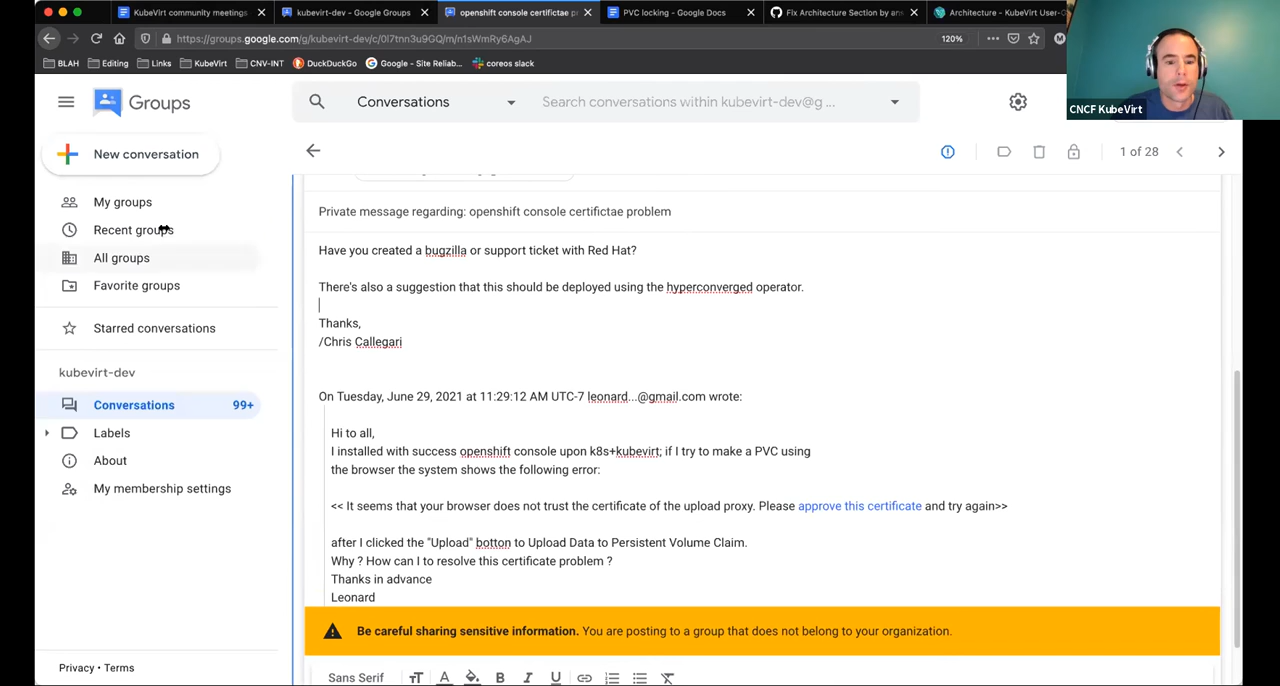 KubeVirt community meetings
kubevirt-dev - Google Groups
openshift console certifictae p
PVC locking - Google Docs
Fix Architecture Section by an
Architecture - KubeVirt User-
https://groups.google.com/g/kubevirt-dev/c/0l7tnn3u9GQ/m/n1sWmRy6AgAJ
120%
BLAH
Editing
Links
KubeVirt
CNV-INT
DuckDuckGo
Google - Site Reliab...
coreos slack
CNCF KubeVirt
Groups
Conversations
Search conversations within kubevirt-dev@g ...
New conversation
1 of 28
My groups
Recent groups
All groups
Favorite groups
Starred conversations
kubevirt-dev
Conversations 99+
Labels
About
My membership settings
Privacy • Terms
Private message regarding: openshift console certifictae problem
Have you created a bugzilla or support ticket with Red Hat?
There's also a suggestion that this should be deployed using the hyperconverged operator.
Thanks,
/Chris Callegari
On Tuesday, June 29, 2021 at 11:29:12 AM UTC-7 leonard...@gmail.com wrote:
Hi to all,
I installed with success openshift console upon k8s+kubevirt; if I try to make a PVC using
the browser the system shows the following error:
<< It seems that your browser does not trust the certificate of the upload proxy. Please approve this certificate and try again>>
after I clicked the "Upload" botton to Upload Data to Persistent Volume Claim.
Why ? How can I to resolve this certificate problem ?
Thanks in advance
Leonard
Be careful sharing sensitive information. You are posting to a group that does not belong to your organization.
Sans Serif